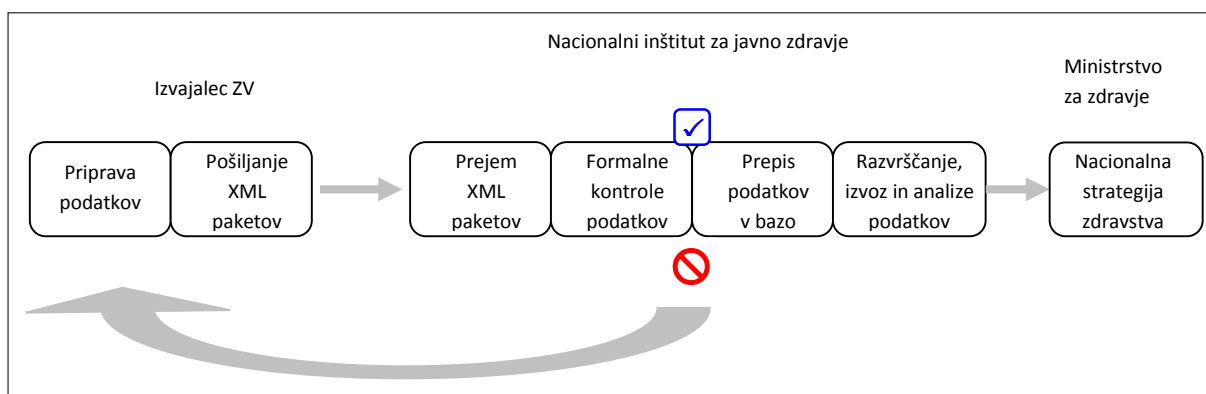 Nacionalni inštitut za javno zdravje
Izvajalec ZV
Ministrstvo
za zdravje
Priprava
podatkov
Pošiljanje
XML
paketov
Prejem
XML
paketov
Formalne
kontrole
podatkov
Prepis
podatkov
v bazo
Razvrščanje,
izvoz in analize
podatkov
Nacionalna
strategija
zdravstva